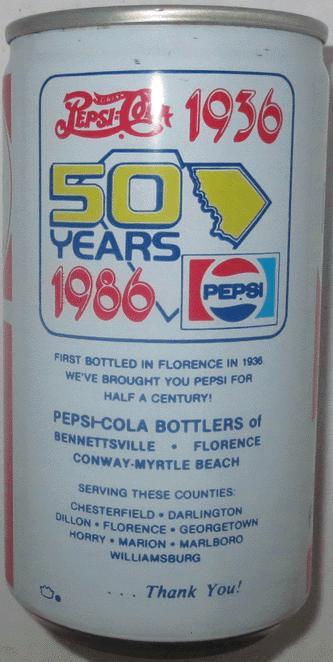 DRINK
PEPSI-COLA 1936
50
YEARS
1986
PEPSI
FIRST BOTTLED IN FLORENCE IN 1936
WE'VE BROUGHT YOU PEPSI FOR
HALF A CENTURY!
PEPSI-COLA BOTTLERS of
BENNETTSVILLE • FLORENCE
CONWAY-MYRTLE BEACH
SERVING THESE COUNTIES:
CHESTERFIELD • DARLINGTON
DILLON • FLORENCE • GEORGETOWN
HORRY • MARION • MARLBORO
WILLIAMSBURG
... Thank You!